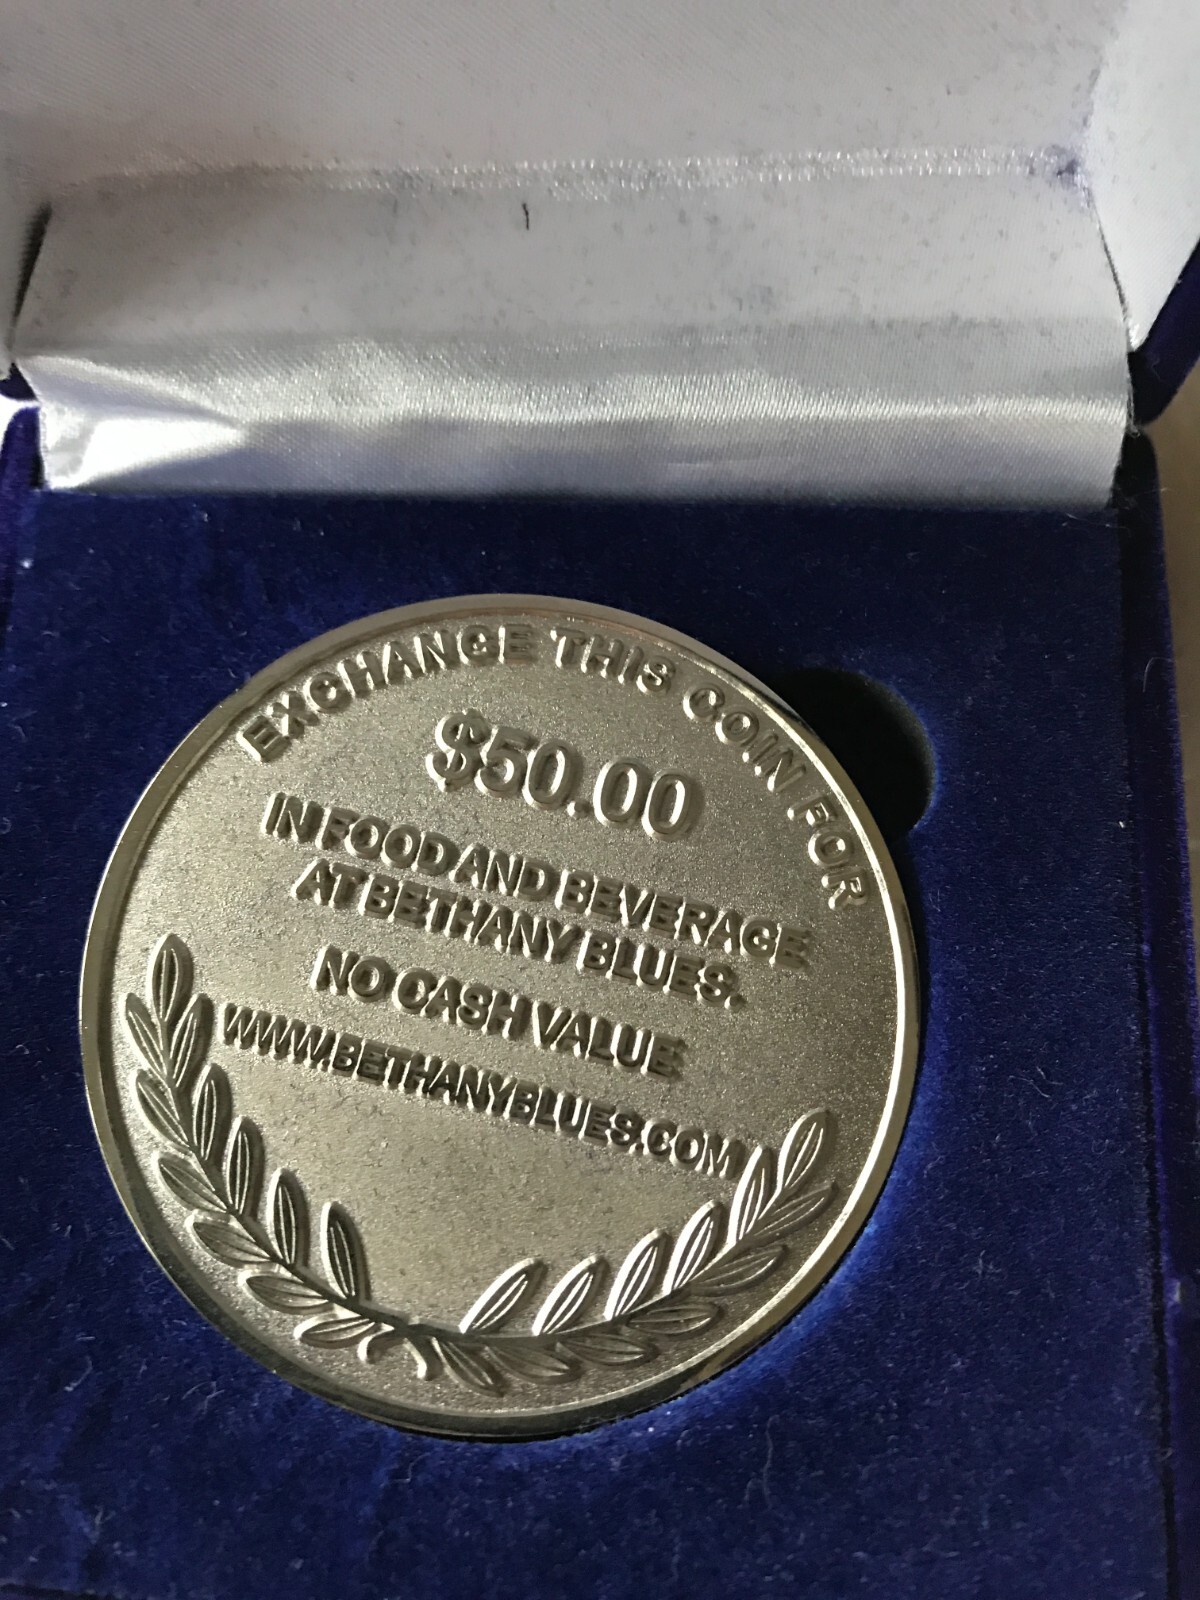 EXCHANGE THIS COIN FOR
$50.00
IN FOOD AND BEVERAGE
AT BETHANY BLUES.
NO CASH VALUE
WWW.BETHANYBLUES.COM